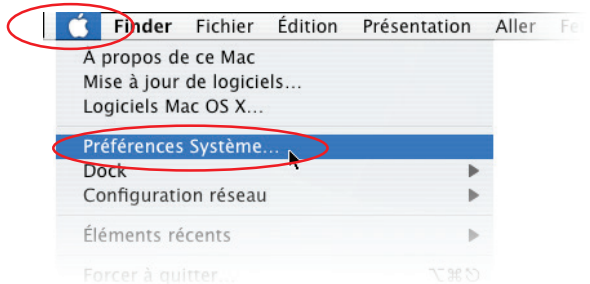 Finder Fichier Édition Présentation Aller Fe
A propos de ce Mac
Mise à jour de logiciels...
Logiciels Mac OS X...
Préférences Système...
Dock
Configuration réseau
Éléments récents
Forcer à quitter... ⌥⌘⎋